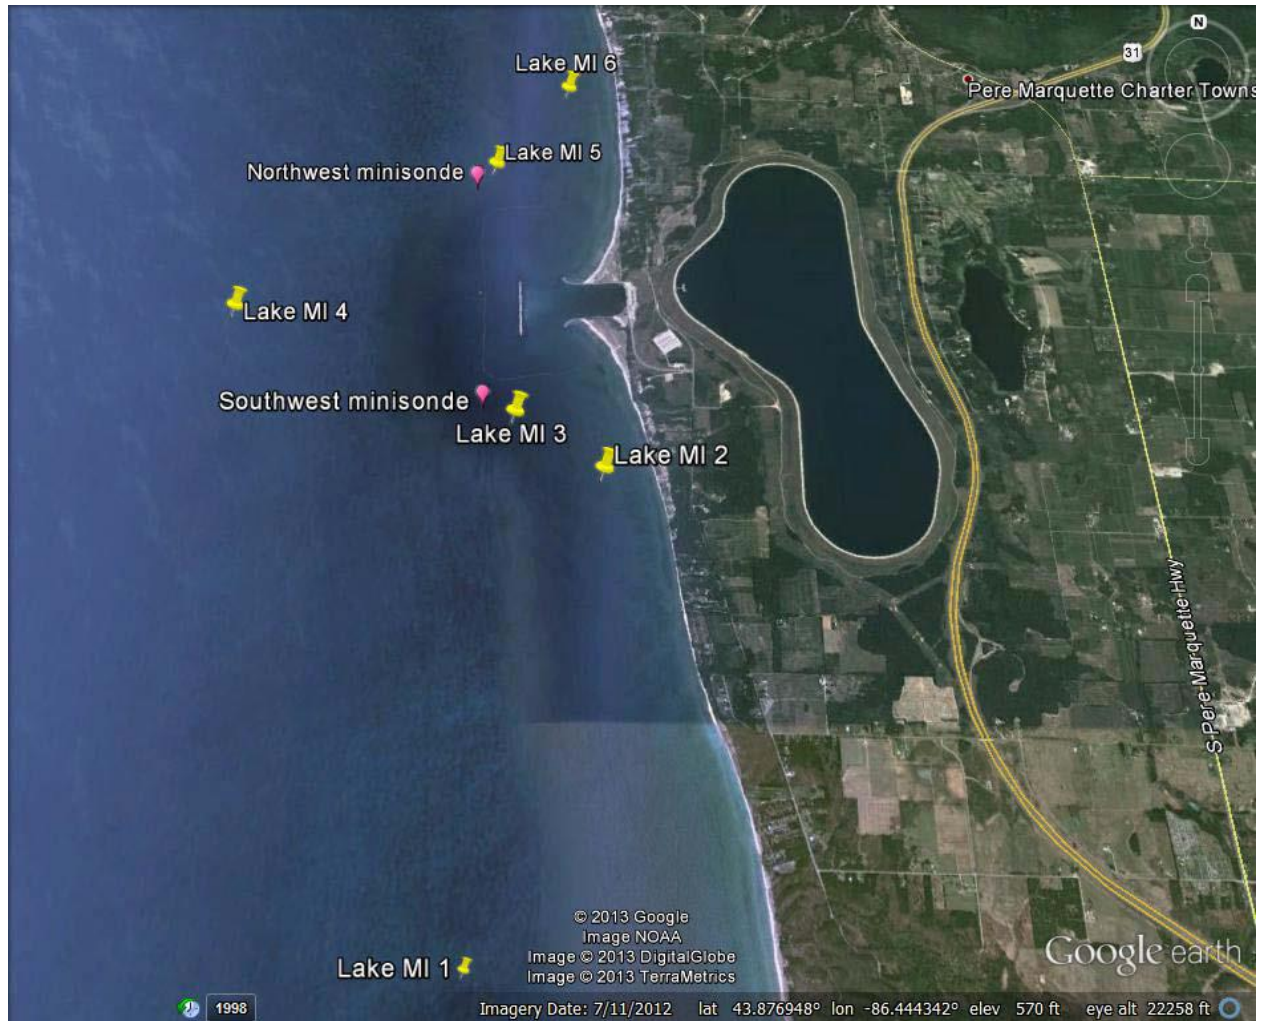 N
31
Lake MI 6
Pere Marquette Charter Towns
Lake MI 5
Northwest minisonde
Lake MI 4
Southwest minisonde
Lake MI 3
Lake MI 2
S Pere Marquette Hwy
© 2013 Google
Image NOAA
Image © 2013 DigitalGlobe
Image © 2013 TerraMetrics
Google earth
Lake MI 1
1998
Imagery Date: 7/11/2012 lat 43.876948° lon -86.444342° elev 570 ft eye alt 22258 ft